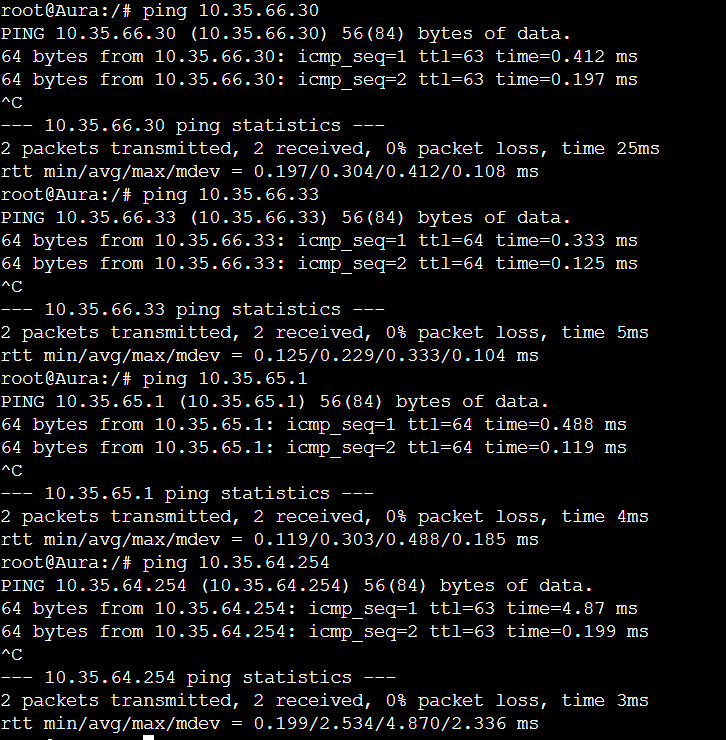 root@Aura:/# ping 10.35.66.30
PING 10.35.66.30 (10.35.66.30) 56(84) bytes of data.
64 bytes from 10.35.66.30: icmp_seq=1 ttl=63 time=0.412 ms
64 bytes from 10.35.66.30: icmp_seq=2 ttl=63 time=0.197 ms
^C
--- 10.35.66.30 ping statistics ---
2 packets transmitted, 2 received, 0% packet loss, time 25ms
rtt min/avg/max/mdev = 0.197/0.304/0.412/0.108 ms
root@Aura:/# ping 10.35.66.33
PING 10.35.66.33 (10.35.66.33) 56(84) bytes of data.
64 bytes from 10.35.66.33: icmp_seq=1 ttl=64 time=0.333 ms
64 bytes from 10.35.66.33: icmp_seq=2 ttl=64 time=0.125 ms
^C
--- 10.35.66.33 ping statistics ---
2 packets transmitted, 2 received, 0% packet loss, time 5ms
rtt min/avg/max/mdev = 0.125/0.229/0.333/0.104 ms
root@Aura:/# ping 10.35.65.1
PING 10.35.65.1 (10.35.65.1) 56(84) bytes of data.
64 bytes from 10.35.65.1: icmp_seq=1 ttl=64 time=0.488 ms
64 bytes from 10.35.65.1: icmp_seq=2 ttl=64 time=0.119 ms
^C
--- 10.35.65.1 ping statistics ---
2 packets transmitted, 2 received, 0% packet loss, time 4ms
rtt min/avg/max/mdev = 0.119/0.303/0.488/0.185 ms
root@Aura:/# ping 10.35.64.254
PING 10.35.64.254 (10.35.64.254) 56(84) bytes of data.
64 bytes from 10.35.64.254: icmp_seq=1 ttl=63 time=4.87 ms
64 bytes from 10.35.64.254: icmp_seq=2 ttl=63 time=0.199 ms
^C
--- 10.35.64.254 ping statistics ---
2 packets transmitted, 2 received, 0% packet loss, time 3ms
rtt min/avg/max/mdev = 0.199/2.534/4.870/2.336 ms